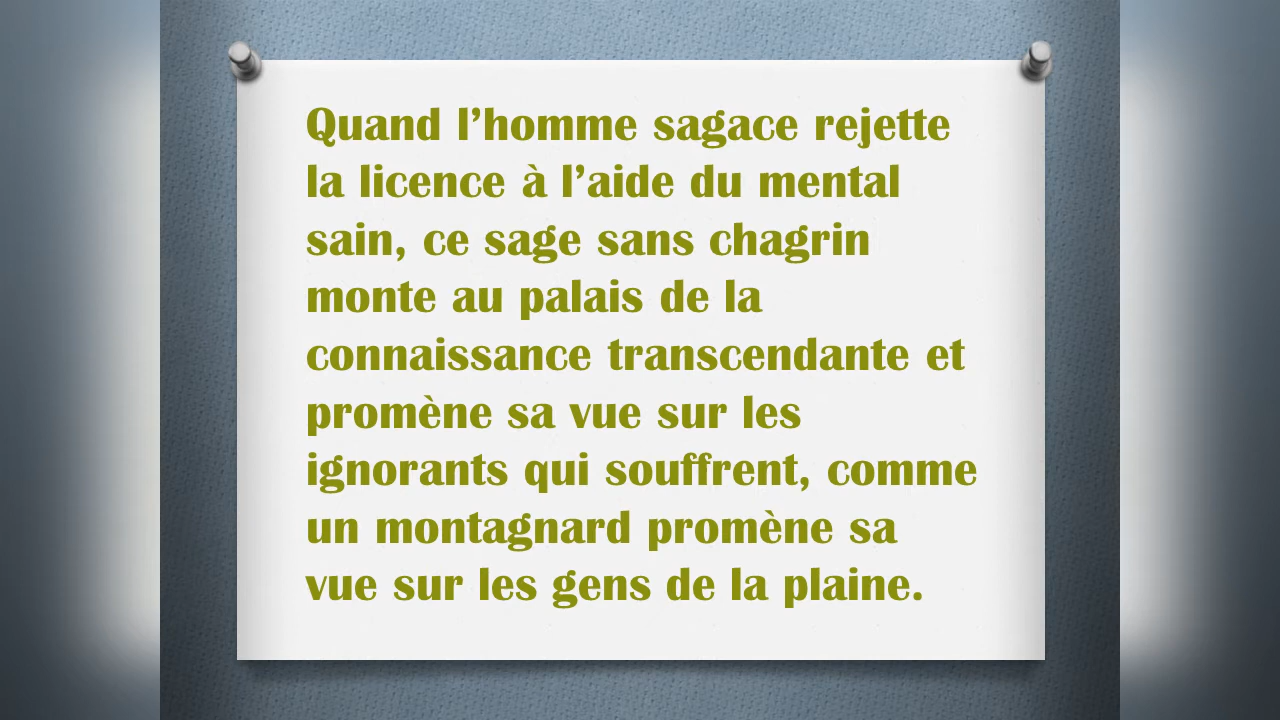 Quand l’homme sagace rejette
la licence à l’aide du mental
sain, ce sage sans chagrin
monte au palais de la
connaissance transcendante et
promène sa vue sur les
ignorants qui souffrent, comme
un montagnard promène sa
vue sur les gens de la plaine.